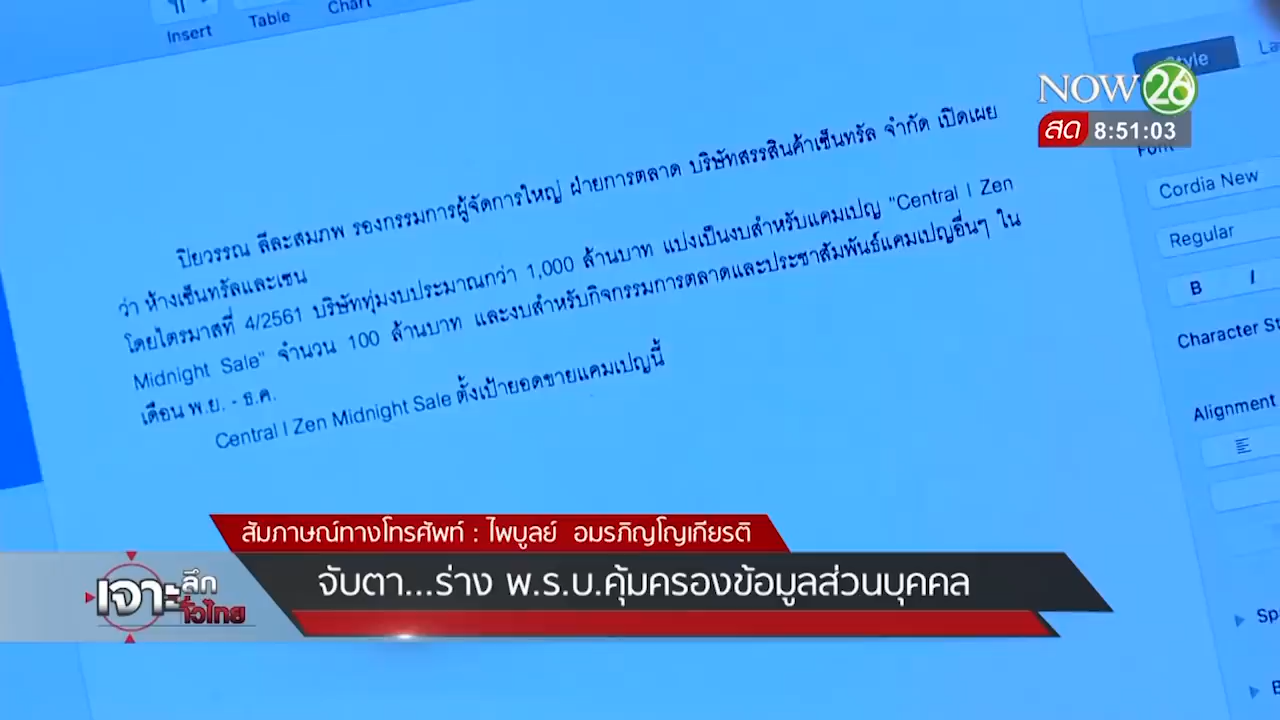 Insert
Table
Chart
Style
NOW26
สด 8:51:03
Font
Cordia New
Regular
B I
Character St
Alignment
ปิยวรรณ ลีละสมภพ รองกรรมการผู้จัดการใหญ่ ฝ่ายการตลาด บริษัทสรรสินค้าเซ็นทรัล จำกัด เปิดเผย
ว่า ห้างเซ็นทรัลและเซน
โดยไตรมาสที่ 4/2561 บริษัททุ่มงบประมาณกว่า 1,000 ล้านบาท แบ่งเป็นงบสำหรับแคมเปญ "Central | Zen
Midnight Sale" จำนวน 100 ล้านบาท และงบสำหรับกิจกรรมการตลาดและประชาสัมพันธ์แคมเปญอื่นๆ ใน
เดือน พ.ย. - ธ.ค.
Central | Zen Midnight Sale ตั้งเป้ายอดขายแคมเปญนี้
สัมภาษณ์ทางโทรศัพท์ : ไพบูลย์ อมรภิญโญเกียรติ
จับตา...ร่าง พ.ร.บ.คุ้มครองข้อมูลส่วนบุคคล
เจาะลึก
ทั่วไทย